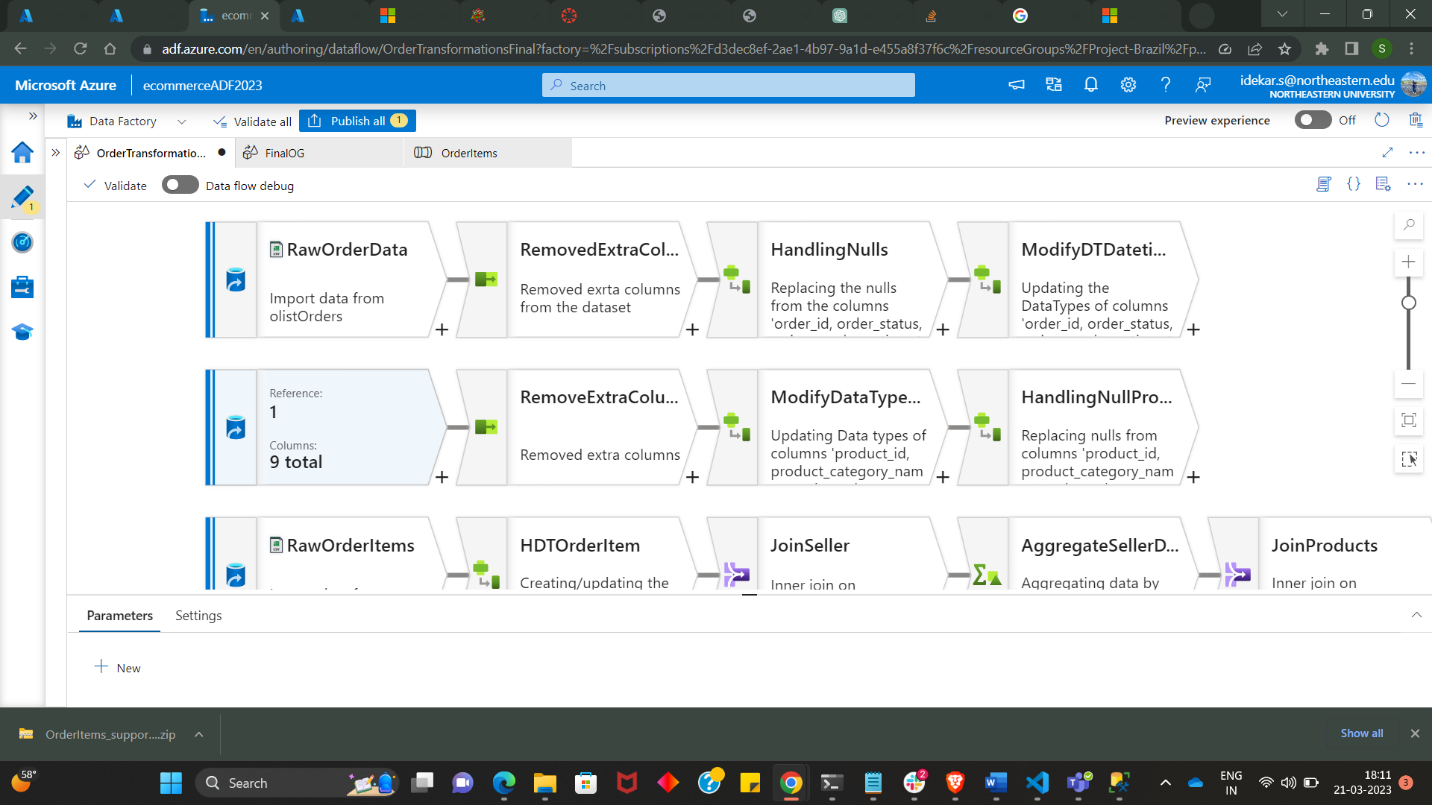 ecom
adf.azure.com/en/authoring/dataflow/OrderTransformationsFinal?factory=%2Fsubscriptions%2Fd3dec8ef-2ae1-4b97-9a1d-e455a8f37f6c%2FresourceGroups%2FProject-Brazil%2Fp...
S
Microsoft Azure
ecommerceADF2023
Search
idekar.s@northeastern.edu
NORTHEASTERN UNIVERSITY
Data Factory
Validate all
Publish all 1
Preview experience
Off
OrderTransformatio...
FinalOG
OrderItems
1
Validate
Data flow debug
RawOrderData
Import data from
olistOrders
RemovedExtraCol...
Removed exrta columns
from the dataset
HandlingNulls
Replacing the nulls
from the columns
'order_id, order_status,
ModifyDTDateti...
Updating the
DataTypes of columns
'order_id, order_status,
Reference:
1
Columns:
9 total
RemoveExtraColu...
Removed extra columns
ModifyDataType...
Updating Data types of
columns 'product_id,
product_category_nam
HandlingNullPro...
Replacing nulls from
columns 'product_id,
product_category_nam
RawOrderItems
HDTOrderItem
Creating/updating the
JoinSeller
Inner join on
AggregateSellerD...
Aggregating data by
JoinProducts
Inner join on
Parameters
Settings
New
OrderItems_suppor....zip
Show all
58°
Search
2
ENG
IN
18:11
21-03-2023
3